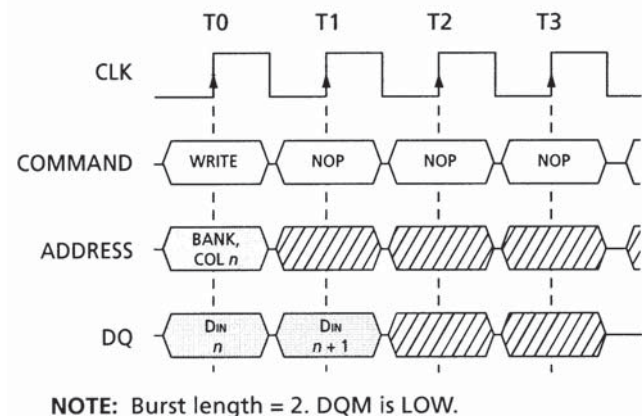 T0 T1 T2 T3
CLK
COMMAND WRITE NOP NOP NOP
ADDRESS BANK,
COL n
DQ DIN DIN
n n + 1
NOTE: Burst length = 2. DQM is LOW.